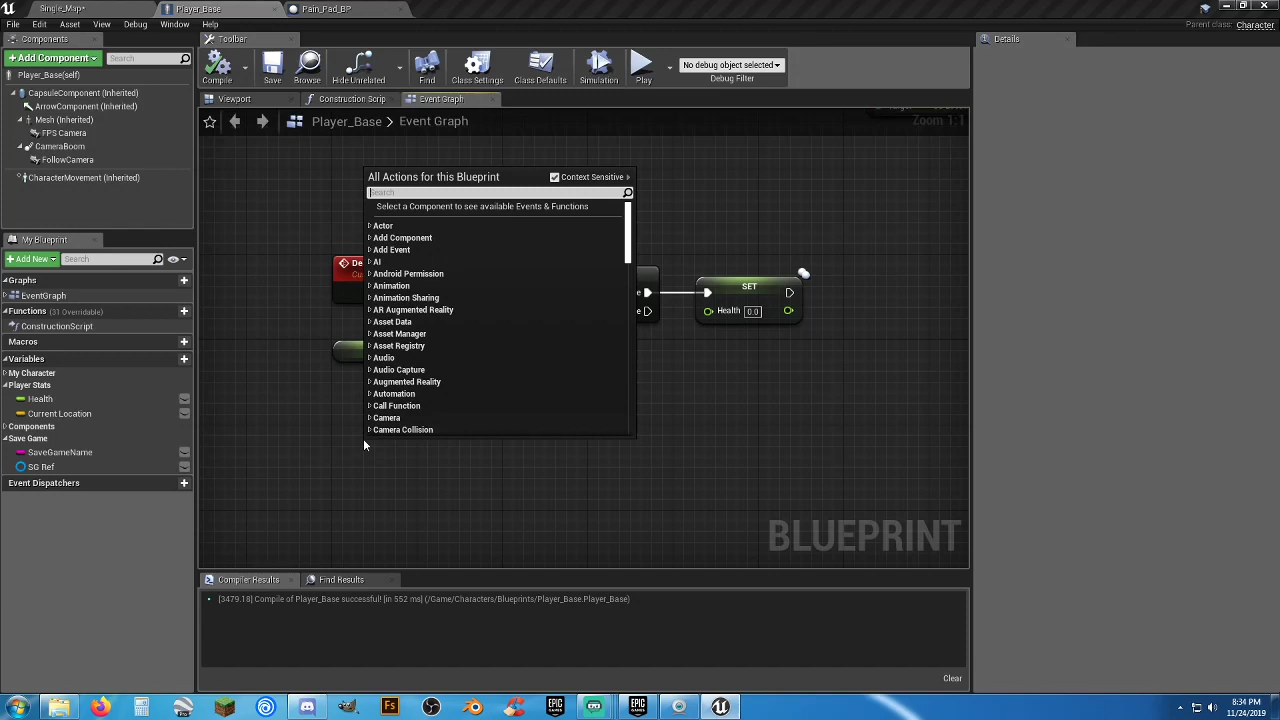 Single_Map*
Player_Base
Pain_Pad_BP
File
Edit
Asset
View
Debug
Window
Help
Parent class: Character
Components
+ Add Component
Search
Player_Base(self)
CapsuleComponent (Inherited)
ArrowComponent (Inherited)
Mesh (Inherited)
FPS Camera
CameraBoom
FollowCamera
CharacterMovement (Inherited)
My Blueprint
+ Add New
Search
Graphs
EventGraph
Functions (31 Overridable)
ConstructionScript
Macros
Variables
My Character
Player Stats
Health
Current Location
Components
Save Game
SaveGameName
SG Ref
Event Dispatchers
Toolbar
Compile
Save
Browse
Hide Unrelated
Find
Class Settings
Class Defaults
Simulation
Play
No debug object selected
Debug Filter
Viewport
Construction Scrip
Event Graph
Player_Base > Event Graph
Zoom 1:1
All Actions for this Blueprint
Context Sensitive
Search
Select a Component to see available Events & Functions
Actor
Add Component
Add Event
AI
Android Permission
Animation
Animation Sharing
AR Augmented Reality
Asset Data
Asset Manager
Asset Registry
Audio
Audio Capture
Augmented Reality
Automation
Call Function
Camera
Camera Collision
De
Cu
e
e
SET
Health 0.0
BLUEPRINT
Compiler Results
Find Results
[3479.18] Compile of Player_Base successful! [in 552 ms] (/Game/Characters/Blueprints/Player_Base.Player_Base)
Clear
Details
8:34 PM
11/24/2019